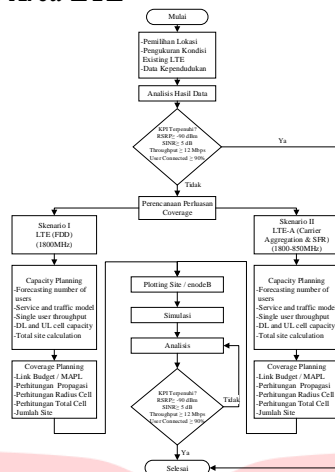 Area LTE
Mulai
-Pemilihan Lokasi
-Pengukuran Kondisi
Existing LTE
-Data Kependudukan
Analisis Hasil Data
KPI Terpenuhi?
RSRP≥ -90 dBm
SINR≥ 5 dB
Throughput ≥ 12 Mbps
User Connected ≥ 90%
Ya
Tidak
Perencanaan Perluasan
Coverage
Skenario I
LTE (FDD)
(1800MHz)
Skenario II
LTE-A (Carrier
Aggregation & SFR)
(1800-850MHz)
Capacity Planning
-Forecasting number of
users
-Service and traffic model
-Single user throughput
-DL and UL cell capacity
-Total site calculation
Coverage Planning
-Link Budget / MAPL
-Perhitungan Propagasi
-Perhitungan Radius Cell
-Perhitungan Total Cell
-Jumlah Site
Plotting Site / enodeB
Simulasi
Analisis
KPI Terpenuhi?
RSRP≥ -90 dBm
SINR≥ 5 dB
Throughput ≥ 12 Mbps
User Connected ≥ 90%
Tidak
Ya
Capacity Planning
-Forecasting number of
users
-Service and traffic model
-Single user throughput
-DL and UL cell capacity
-Total site calculation
Coverage Planning
-Link Budget / MAPL
-Perhitungan Propagasi
-Perhitungan Radius Cell
-Perhitungan Total Cell
-Jumlah Site
Selesai